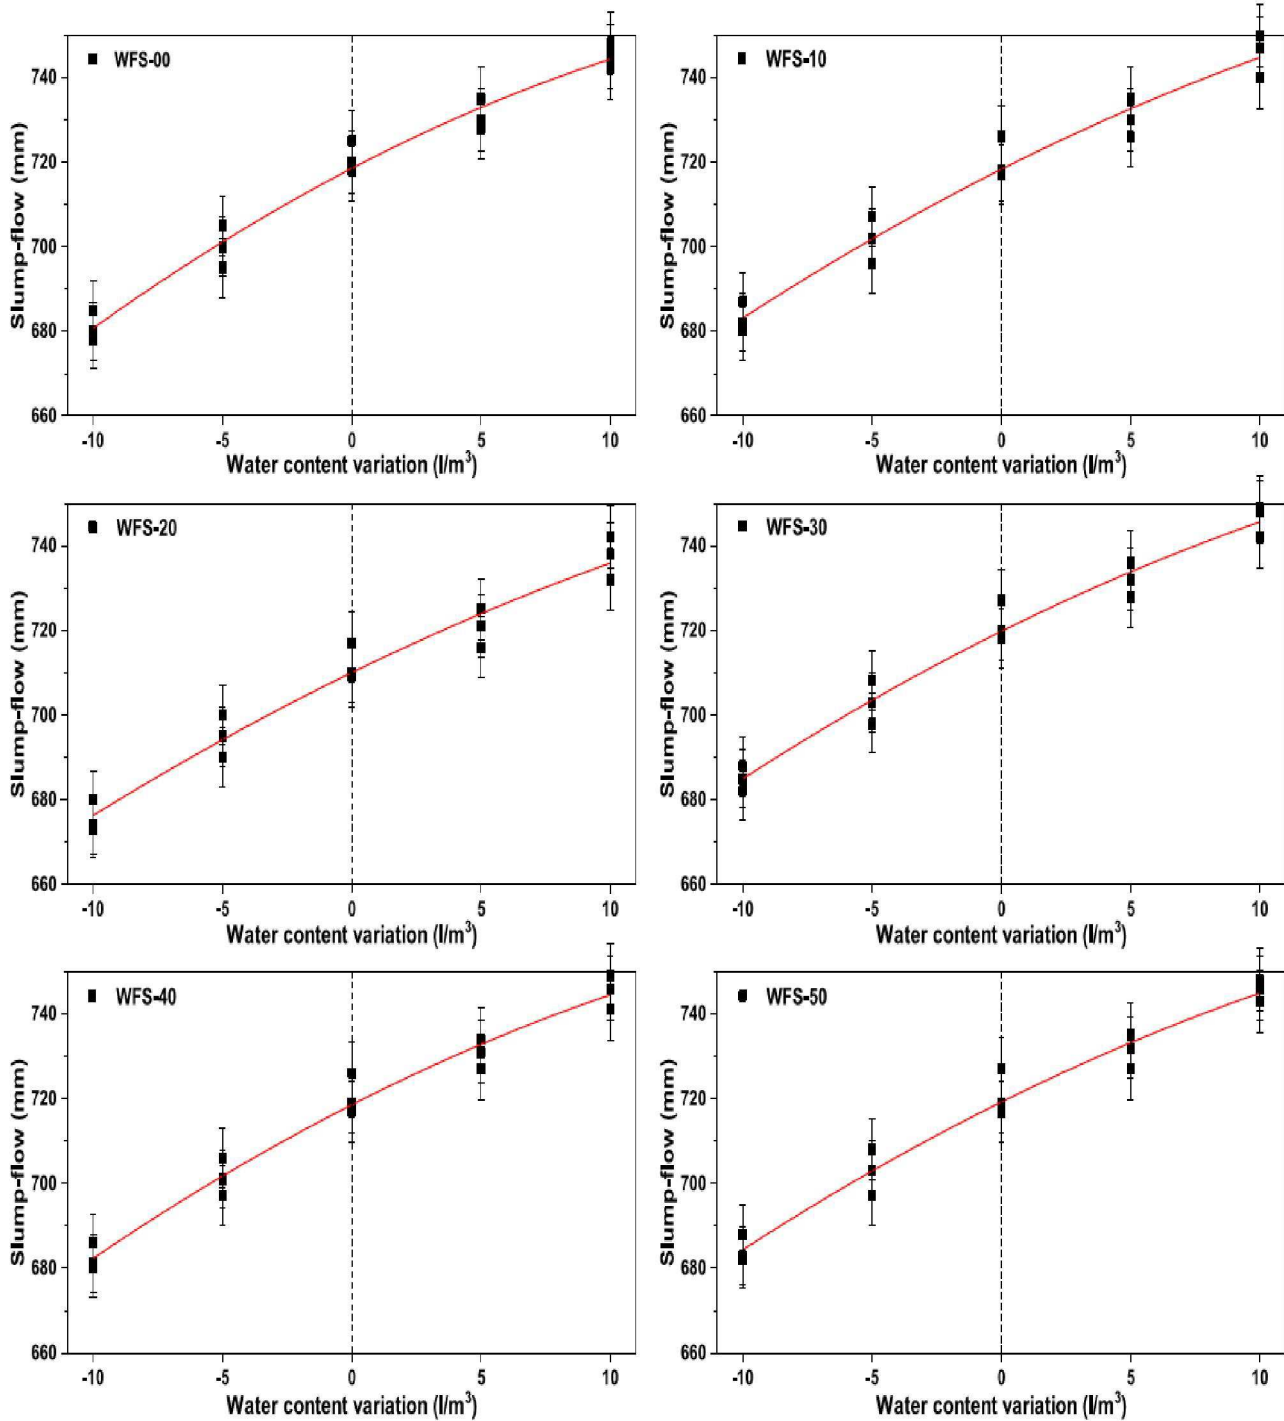 WFS-00
Slump-flow (mm)
740
720
700
680
660
-10 -5 0 5 10
Water content variation (l/m³)
WFS-10
Slump-flow (mm)
740
720
700
680
660
-10 -5 0 5 10
Water content variation (l/m³)
WFS-20
Slump-flow (mm)
740
720
700
680
660
-10 -5 0 5 10
Water content variation (l/m³)
WFS-30
Slump-flow (mm)
740
720
700
680
660
-10 -5 0 5 10
Water content variation (l/m³)
WFS-40
Slump-flow (mm)
740
720
700
680
660
-10 -5 0 5 10
Water content variation (l/m³)
WFS-50
Slump-flow (mm)
740
720
700
680
660
-10 -5 0 5 10
Water content variation (l/m³)